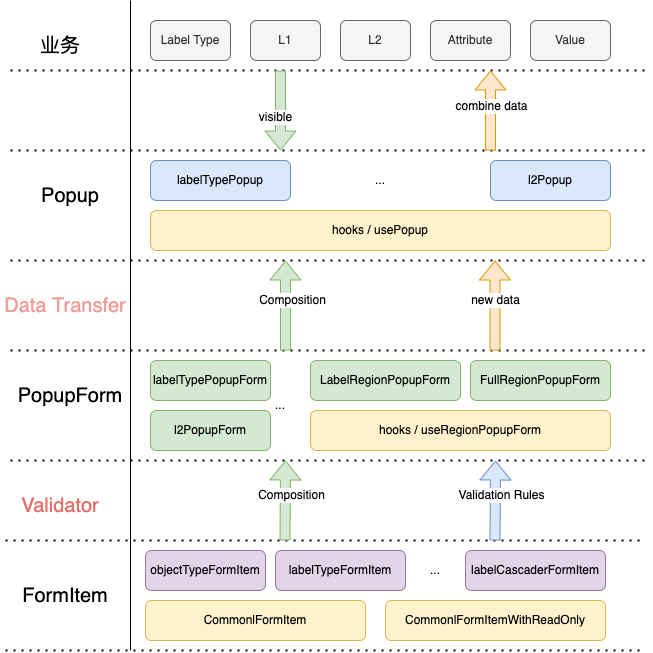 业务
Label Type
L1
L2
Attribute
Value
visible
combine data
Popup
labelTypePopup
...
l2Popup
hooks / usePopup
Data Transfer
Composition
new data
PopupForm
labelTypePopupForm
LabelRegionPopupForm
FullRegionPopupForm
...
l2PopupForm
hooks / useRegionPopupForm
Validator
Composition
Validation Rules
FormItem
objectTypeFormItem
labelTypeFormItem
...
labelCascaderFormItem
CommonlFormItem
CommonlFormItemWithReadOnly